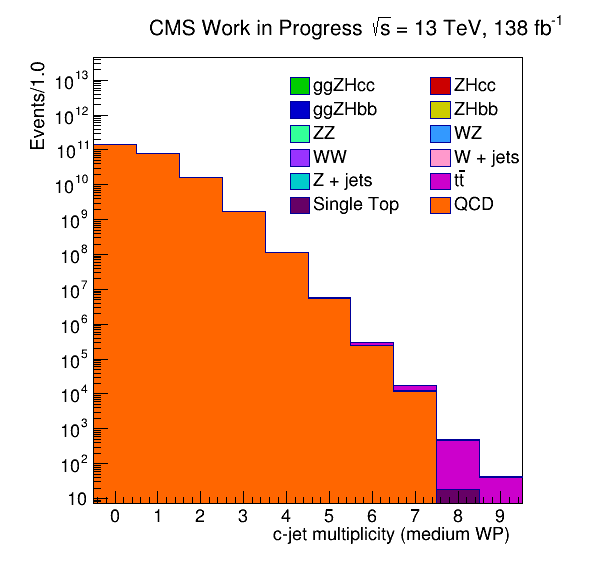 CMS Work in Progress √s = 13 TeV, 138 fb⁻¹
Events/1.0
10¹³
10¹²
10¹¹
10¹⁰
10⁹
10⁸
10⁷
10⁶
10⁵
10⁴
10³
10²
10
ggZHcc ZHcc
ggZHbb ZHbb
ZZ WZ
WW W + jets
Z + jets tt̄
Single Top QCD
0 1 2 3 4 5 6 7 8 9
c-jet multiplicity (medium WP)